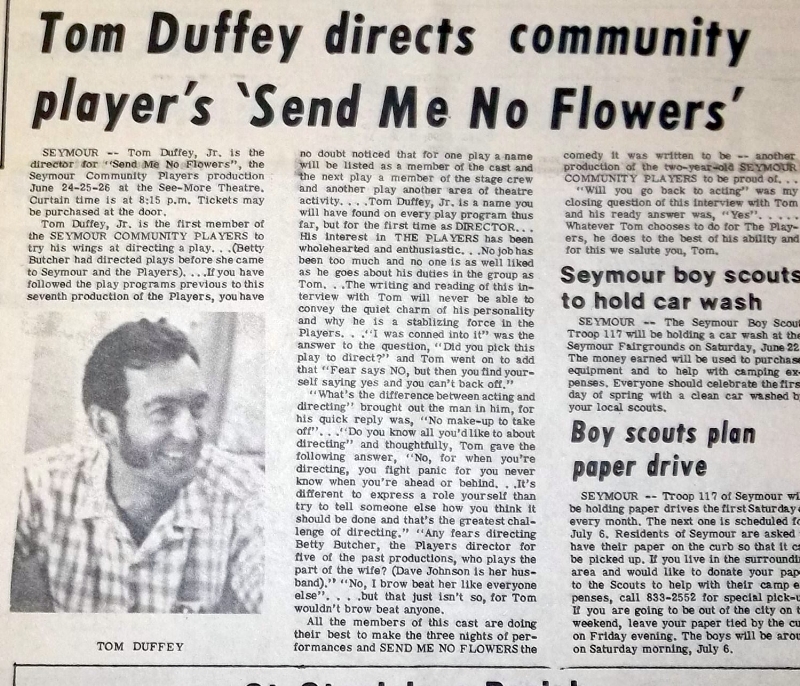 Tom Duffey directs community
player's 'Send Me No Flowers'
SEYMOUR -- Tom Duffey, Jr. is the
director for "Send Me No Flowers", the
Seymour Community Players production
June 24-25-26 at the See-More Theatre.
Curtain time is at 8:15 p.m. Tickets may
be purchased at the door.
Tom Duffey, Jr. is the first member of
the SEYMOUR COMMUNITY PLAYERS to
try his wings at directing a play. . .(Betty
Butcher had directed plays before she came
to Seymour and the Players). . . .If you have
followed the play programs previous to this
seventh production of the Players, you have
TOM DUFFEY
no doubt noticed that for one play a name
will be listed as a member of the cast and
the next play a member of the stage crew
and another play another area of theatre
activity. . . .Tom Duffey, Jr. is a name you
will have found on every play program thus
far, but for the first time as DIRECTOR. . .
His interest in THE PLAYERS has been
wholehearted and enthusiastic. . .No job has
been too much and no one is as well liked
as he goes about his duties in the group as
Tom. . .The writing and reading of this in-
terview with Tom will never be able to
convey the quiet charm of his personality
and why he is a stablizing force in the
Players. . ."I was conned into it" was the
answer to the question, "Did you pick this
play to direct?" and Tom went on to add
that "Fear says NO, but then you find your-
self saying yes and you can't back off."
"What's the difference between acting and
directing" brought out the man in him, for
his quick reply was, "No make-up to take
off". . ."Do you know all you'd like to about
directing" and thoughtfully, Tom gave the
following answer, "No, for when you're
directing, you fight panic for you never
know when you're ahead or behind. . .It's
different to express a role yourself than
try to tell someone else how you think it
should be done and that's the greatest chal-
lenge of directing." "Any fears directing
Betty Butcher, the Players director for
five of the past productions, who plays the
part of the wife? (Dave Johnson is her hus-
band)." "No, I brow beat her like everyone
else". . . .but that just isn't so, for Tom
wouldn't brow beat anyone.
All the members of this cast are doing
their best to make the three nights of per-
formances and SEND ME NO FLOWERS the
comedy it was written to be -- another
production of the two-year-old SEYMOUR
COMMUNITY PLAYERS to be proud of. . .
"Will you go back to acting" was my
closing question of this interview with Tom
and his ready answer was, "Yes". . . . .
Whatever Tom chooses to do for The Play-
ers, he does to the best of his ability and
for this we salute you, Tom.
Seymour boy scouts
to hold car wash
SEYMOUR -- The Seymour Boy Scout
Troop 117 will be holding a car wash at the
Seymour Fairgrounds on Saturday, June 22
The money earned will be used to purchase
equipment and to help with camping ex-
penses. Everyone should celebrate the first
day of spring with a clean car washed b
your local scouts.
Boy scouts plan
paper drive
SEYMOUR -- Troop 117 of Seymour wi
be holding paper drives the first Saturday
every month. The next one is scheduled fo
July 6. Residents of Seymour are asked
have their paper on the curb so that it c
be picked up. If you live in the surroundi
area and would like to donate your pap
to the Scouts to help with their camp e
penses, call 833-2552 for special pick-u
If you are going to be out of the city on t
weekend, leave your paper tied by the cu
on Friday evening. The boys will be arou
on Saturday morning, July 6.